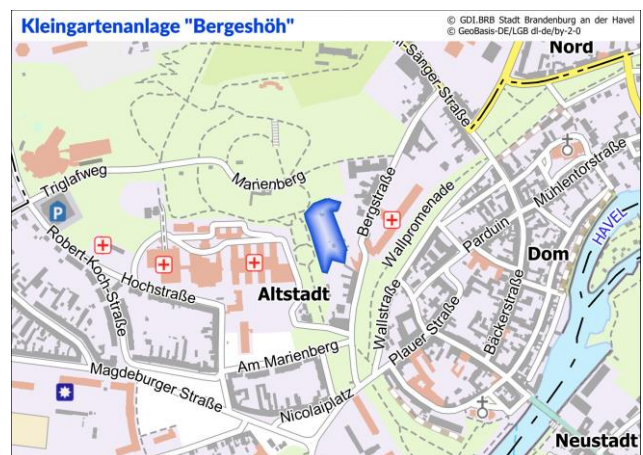 Kleingartenanlage "Bergeshöh"
© GDI.BRB Stadt Brandenburg an der Havel
© GeoBasis-DE/LGB dl-de/by-2-0
Nord
-Sänger-Straße
Triglafweg
Marienberg
Bergstraße
Wallpromenade
Mühlentorstraße
Parduin
HAVEL
P
Robert-Koch-Straße
Hochstraße
Altstadt
Dom
Wallstraße
Plauer Straße
Bäckerstraße
Am Marienberg
Magdeburger Straße
Nicolaiplatz
Neustadt